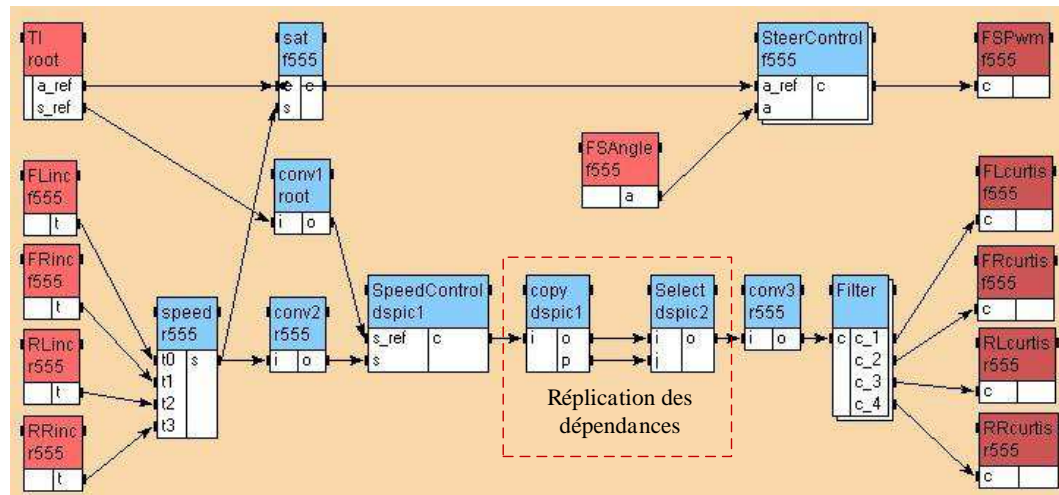 TI
root
a_ref
s_ref
sat
f555
e e
s
SteerControl
f555
a_ref c
a
FSPwm
f555
c
FSAngle
f555
a
FLinc
f555
t
conv1
root
i o
FLcurtis
f555
c
FRinc
f555
t
FRcurtis
f555
c
speed
r555
t0 s
t1
t2
t3
conv2
r555
i o
SpeedControl
dspic1
s_ref c
s
copy
dspic1
i o
p
Select
dspic2
i o
j
conv3
r555
i o
Filter
c c_1
c_2
c_3
c_4
Réplication des
dépendances
RLinc
r555
t
RLcurtis
r555
c
RRinc
r555
t
RRcurtis
r555
c